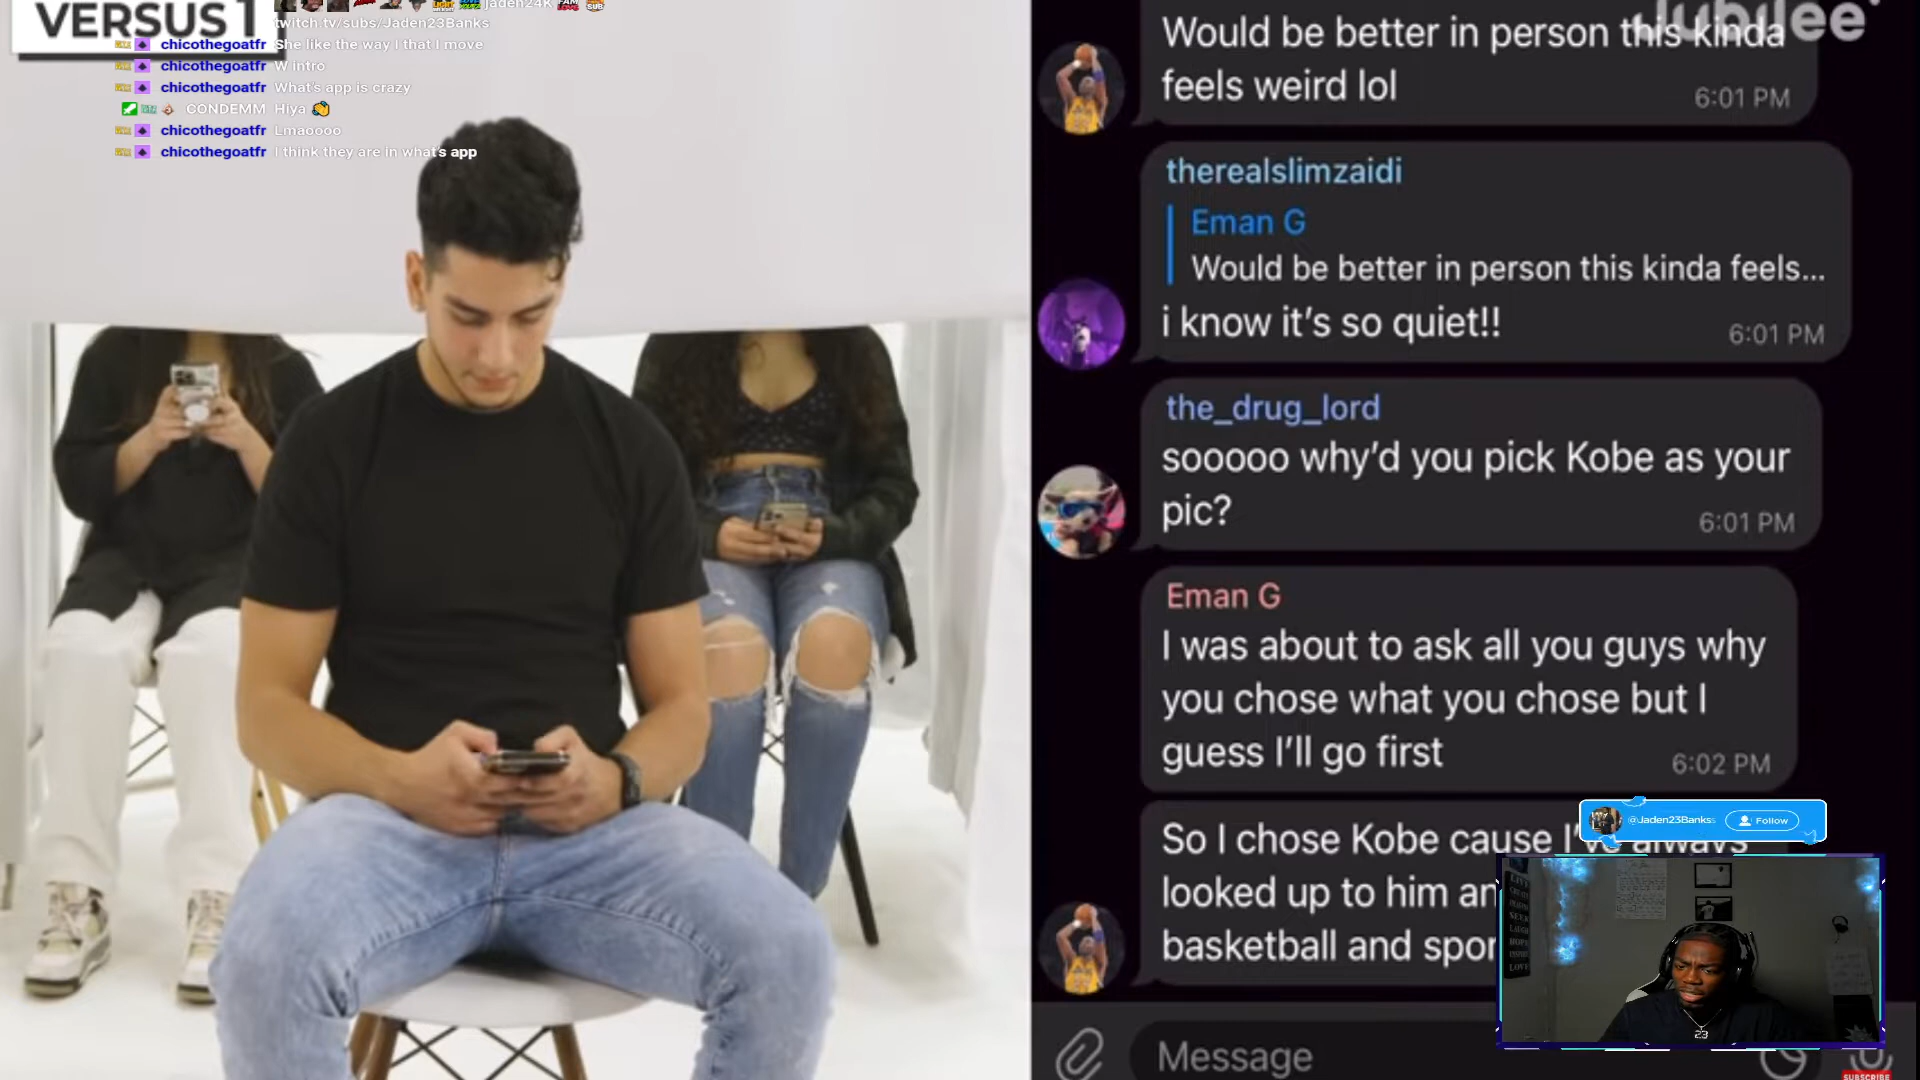 VERSUS 1
Jaden24K
twitch.tv/subs/Jaden23Banks
chicothegoatfr She like the way I that I move
chicothegoatfr W intro
chicothegoatfr What's app is crazy
CONDEMM Hiya
chicothegoatfr Lmaoooo
chicothegoatfr I think they are in what's app
Jubilee
Would be better in person this kinda
feels weird lol
6:01 PM
therealslimzaidi
Eman G
Would be better in person this kinda feels...
i know it's so quiet!!
6:01 PM
the_drug_lord
sooooo why'd you pick Kobe as your
pic?
6:01 PM
Eman G
I was about to ask all you guys why
you chose what you chose but I
guess I'll go first
6:02 PM
So I chose Kobe cause I've always
looked up to him an
basketball and spor
@Jaden23Bankss
Follow
Message
23
SUBSCRIBE